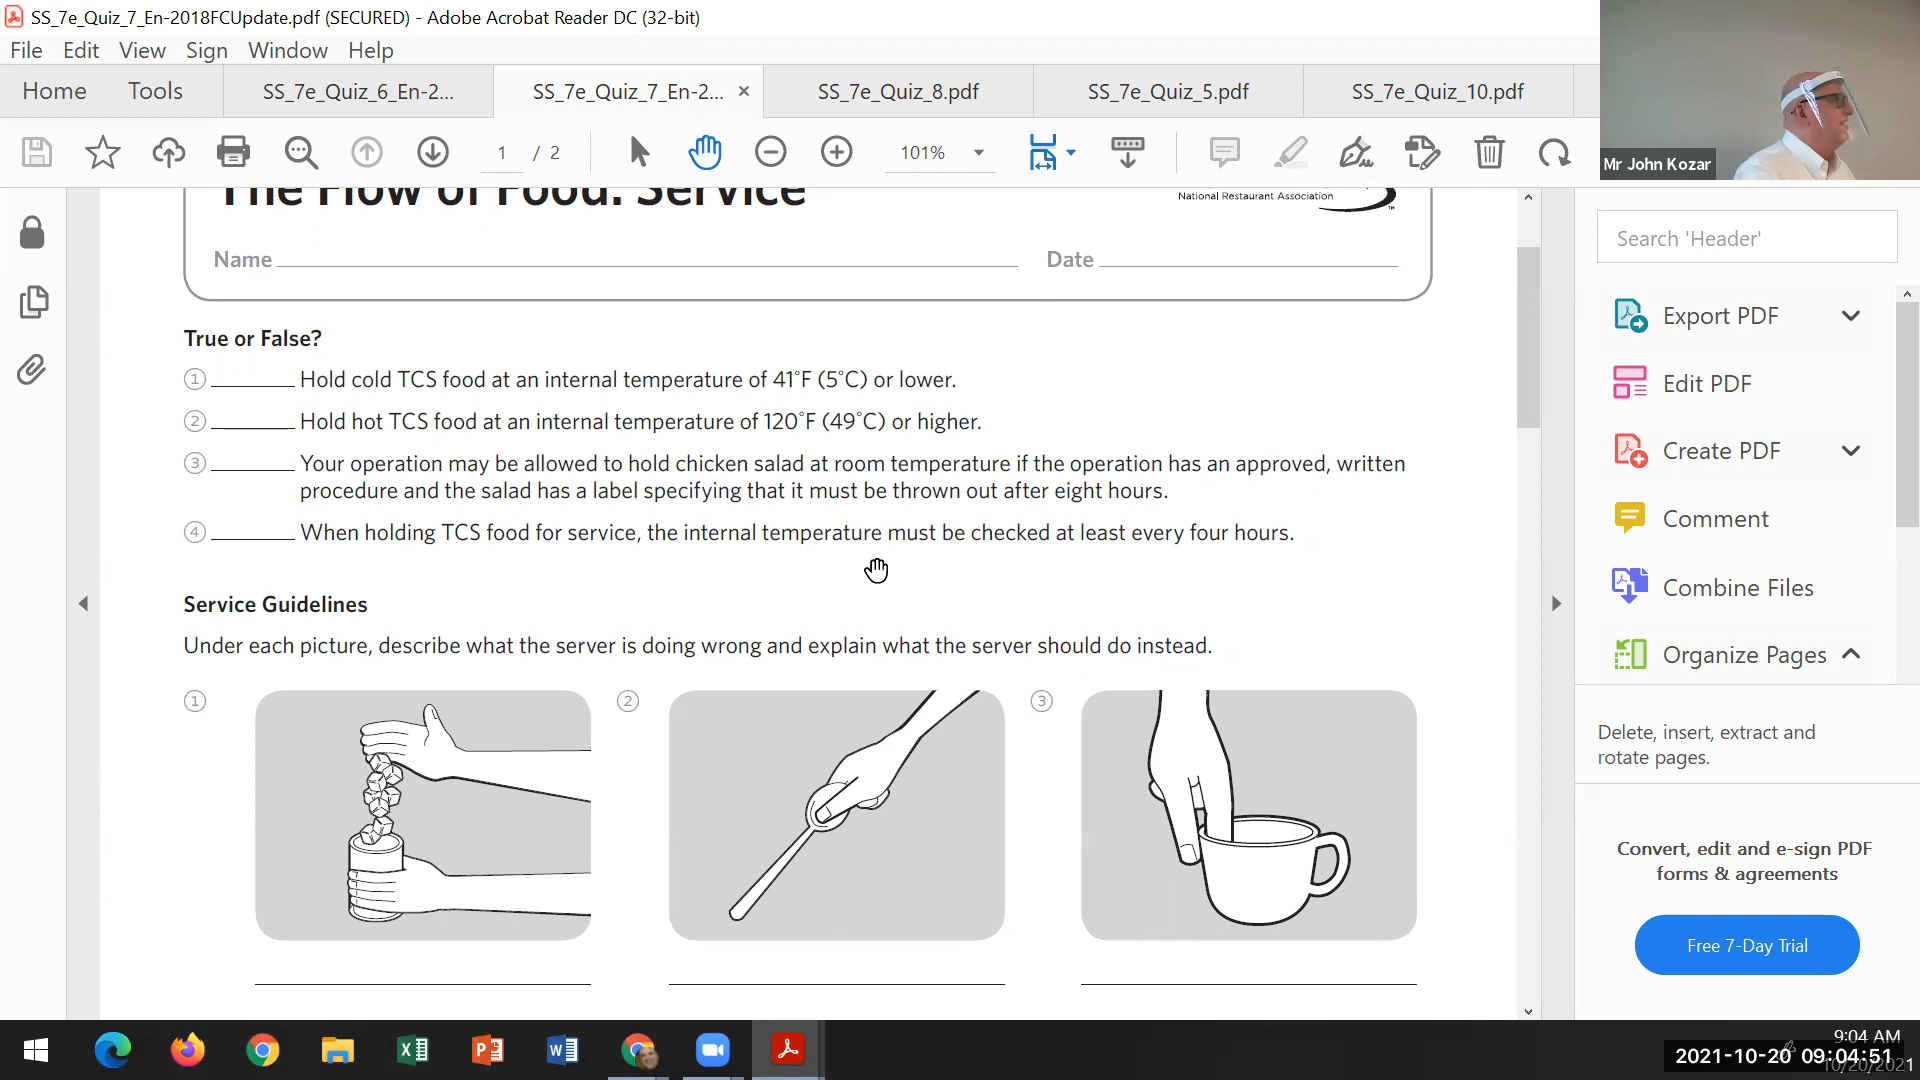 SS_7e_Quiz_7_En-2018FCUpdate.pdf (SECURED) - Adobe Acrobat Reader DC (32-bit)
File Edit View Sign Window Help
Home Tools SS_7e_Quiz_6_En-2... SS_7e_Quiz_7_En-2... × SS_7e_Quiz_8.pdf SS_7e_Quiz_5.pdf SS_7e_Quiz_10.pdf
1 / 2 101%
Mr John Kozar
The Flow of Food: Service
National Restaurant Association
Name Date
True or False?
1 Hold cold TCS food at an internal temperature of 41˚F (5˚C) or lower.
2 Hold hot TCS food at an internal temperature of 120˚F (49˚C) or higher.
3 Your operation may be allowed to hold chicken salad at room temperature if the operation has an approved, written
procedure and the salad has a label specifying that it must be thrown out after eight hours.
4 When holding TCS food for service, the internal temperature must be checked at least every four hours.
Service Guidelines
Under each picture, describe what the server is doing wrong and explain what the server should do instead.
1 2 3
Search 'Header'
Export PDF
Edit PDF
Create PDF
Comment
Combine Files
Organize Pages
Delete, insert, extract and
rotate pages.
Convert, edit and e-sign PDF
forms & agreements
Free 7-Day Trial
9:04 AM
2021-10-20 09:04:51
10/20/2021